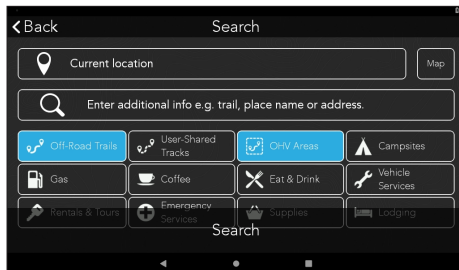 Back
Search
Current location
Map
Enter additional info e.g. trail, place name or address.
Off-Road Trails
User-Shared
Tracks
OHV Areas
Campsites
Gas
Coffee
Eat & Drink
Vehicle
Services
Rentals & Tours
Emergency
Services
Supplies
Lodging
Search